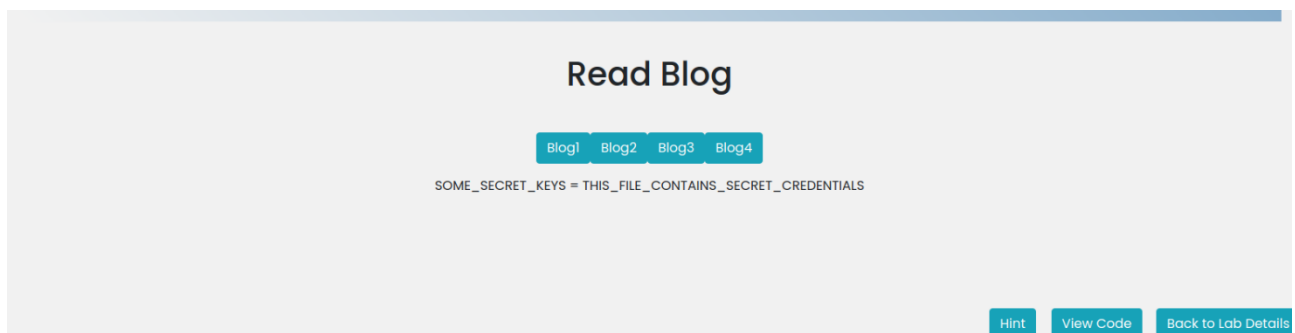 Read Blog
Blog1 Blog2 Blog3 Blog4
SOME_SECRET_KEYS = THIS_FILE_CONTAINS_SECRET_CREDENTIALS
Hint View Code Back to Lab Details